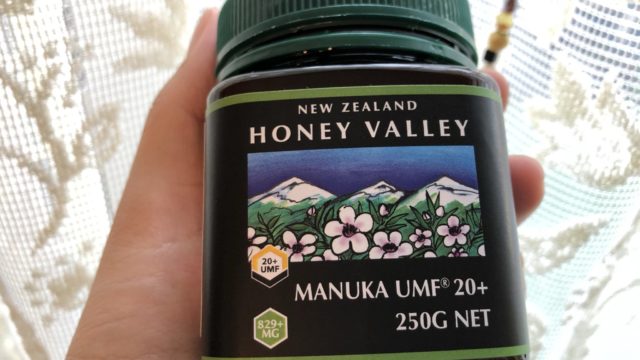 NEW ZEALAND
HONEY VALLEY
20+
UMF
MANUKA UMF® 20+
829+
MG
250G NET